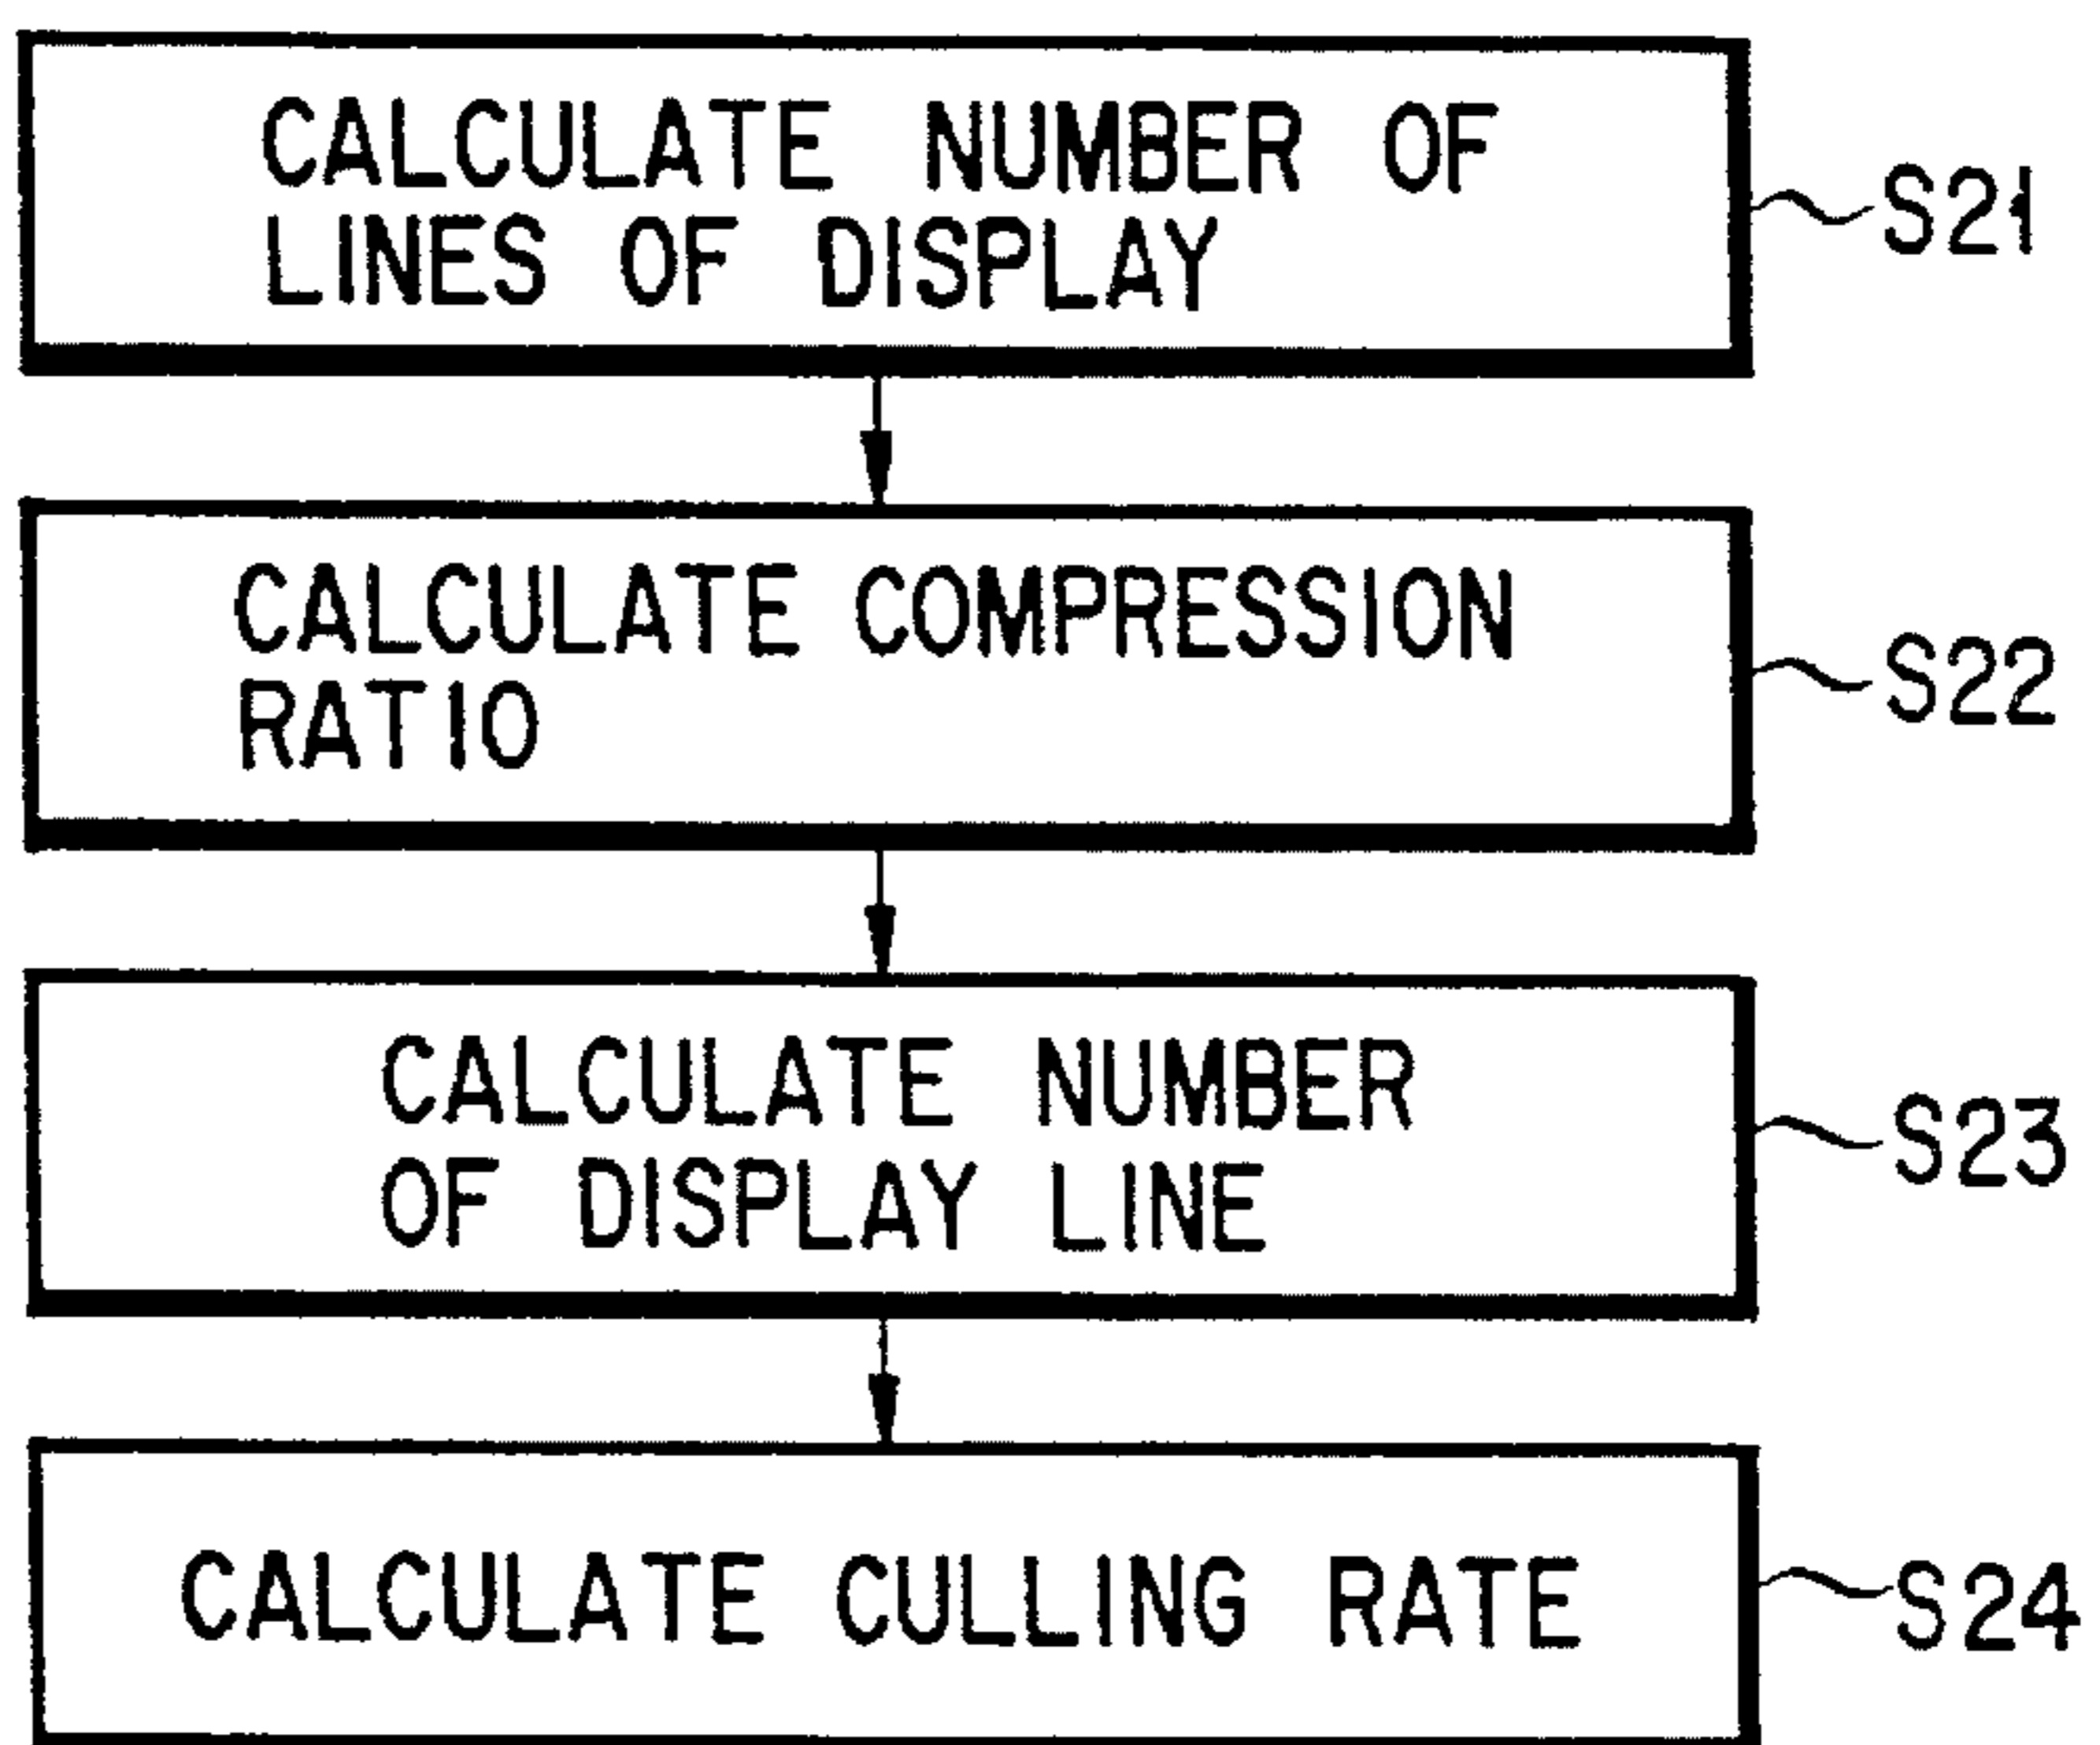 CALCULATE NUMBER OF
LINES OF DISPLAY
S21
CALCULATE COMPRESSION
RATIO
S22
CALCULATE NUMBER
OF DISPLAY LINE
S23
CALCULATE CULLING RATE
S24